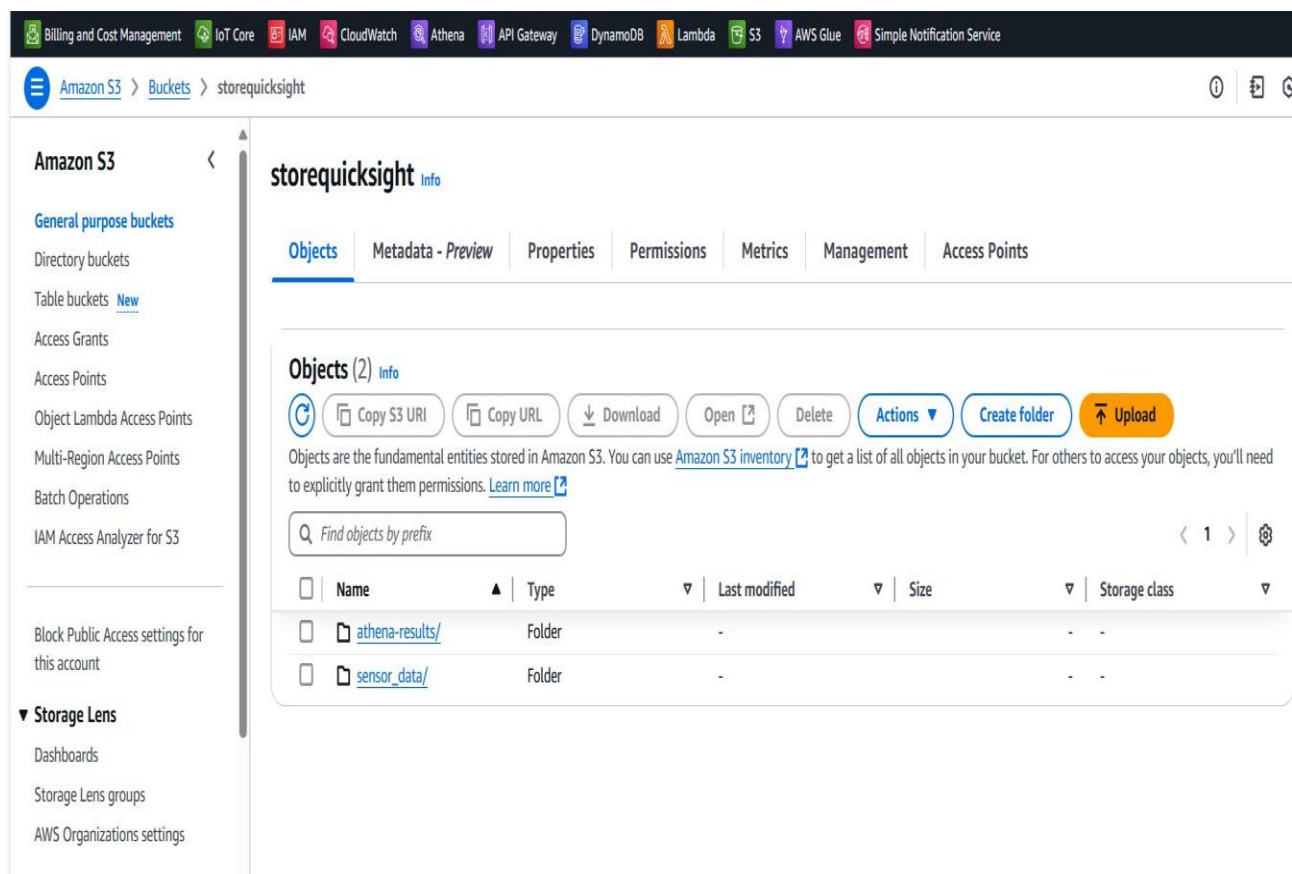 Billing and Cost Management IoT Core IAM CloudWatch Athena API Gateway DynamoDB Lambda S3 AWS Glue Simple Notification Service
Amazon S3 > Buckets > storequicksight
Amazon S3
General purpose buckets
Directory buckets
Table buckets New
Access Grants
Access Points
Object Lambda Access Points
Multi-Region Access Points
Batch Operations
IAM Access Analyzer for S3
Block Public Access settings for
this account
Storage Lens
Dashboards
Storage Lens groups
AWS Organizations settings
storequicksight Info
Objects Metadata - Preview Properties Permissions Metrics Management Access Points
Objects (2) Info
Copy S3 URI Copy URL Download Open Delete Actions Create folder Upload
Objects are the fundamental entities stored in Amazon S3. You can use Amazon S3 inventory to get a list of all objects in your bucket. For others to access your objects, you'll need
to explicitly grant them permissions. Learn more
Find objects by prefix 1
Name Type Last modified Size Storage class
athena-results/ Folder - - -
sensor_data/ Folder - - -